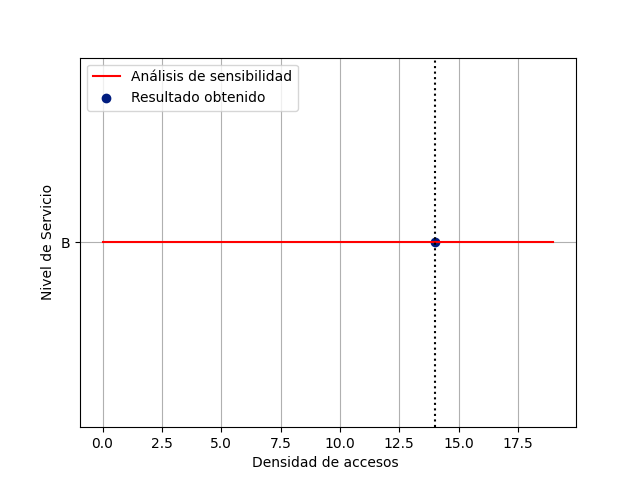 Análisis de sensibilidad
Resultado obtenido
Nivel de Servicio
B
0.0 2.5 5.0 7.5 10.0 12.5 15.0 17.5
Densidad de accesos